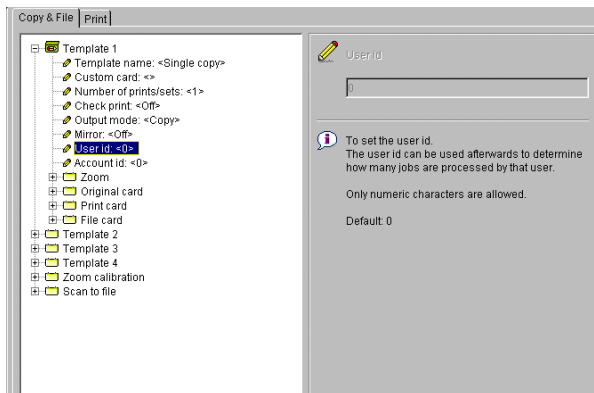 Copy & File
Print
Template 1
Template name: <Single copy>
Custom card: <>
Number of prints/sets: <1>
Check print: <Off>
Output mode: <Copy>
Mirror: <Off>
User id: <0>
Account id: <0>
Zoom
Original card
Print card
File card
Template 2
Template 3
Template 4
Zoom calibration
Scan to file
User id
0
To set the user id.
The user id can be used afterwards to determine
how many jobs are processed by that user.
Only numeric characters are allowed.
Default: 0